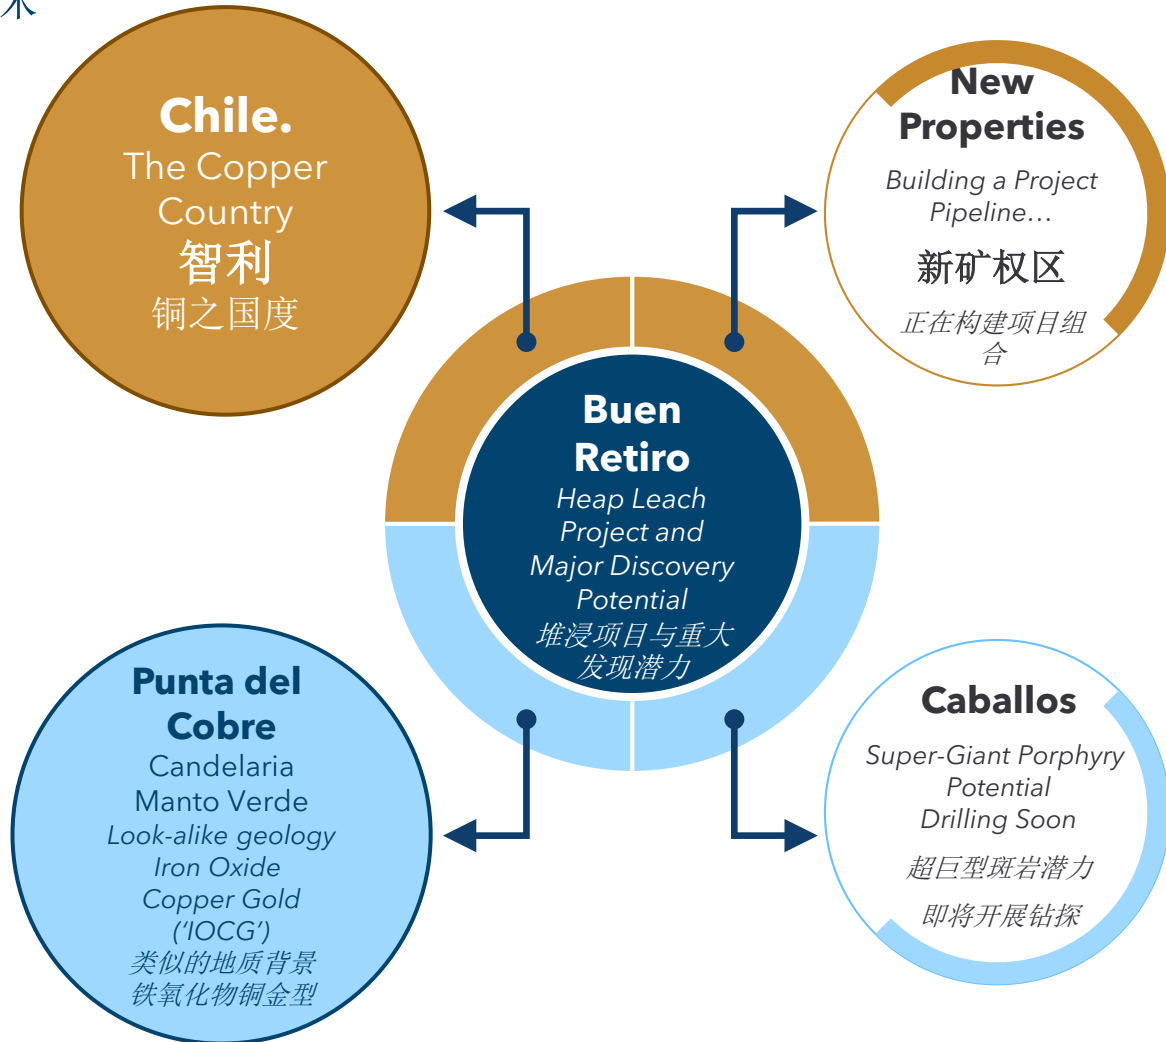 Chile.
The Copper
Country
智利
铜之国度
New
Properties
Building a Project
Pipeline…
新矿权区
正在构建项目组
合
Buen
Retiro
Heap Leach
Project and
Major Discovery
Potential
堆浸项目与重大
发现潜力
Punta del
Cobre
Candelaria
Manto Verde
Look-alike geology
Iron Oxide
Copper Gold
(‘IOCG’)
类似的地质背景
铁氧化物铜金型
Caballos
Super-Giant Porphyry
Potential
Drilling Soon
超巨型斑岩潜力
即将开展钻探